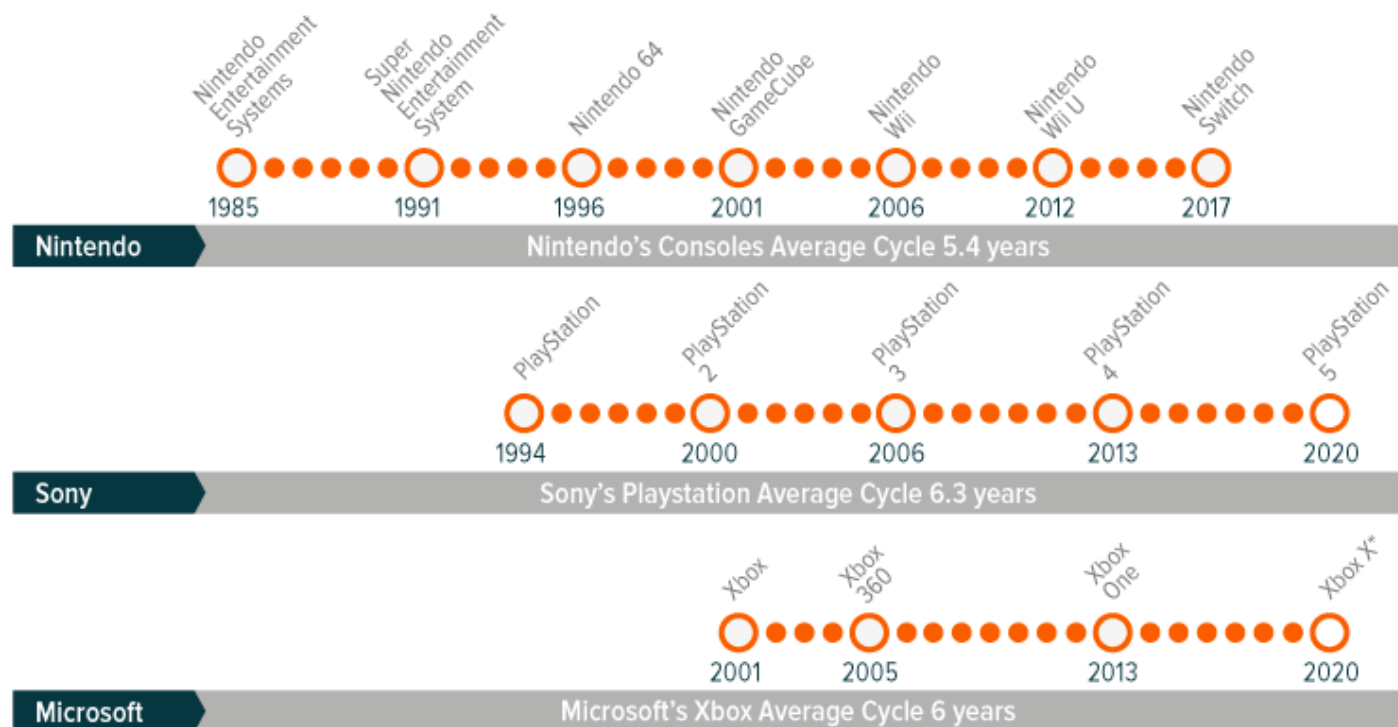 Nintendo
Entertainment
Systems
Super
Nintendo
Entertainment
System
Nintendo 64
Nintendo
GameCube
Nintendo
Wii
Nintendo
Wii U
Nintendo
Switch
1985
1991
1996
2001
2006
2012
2017
Nintendo
Nintendo's Consoles Average Cycle 5.4 years
PlayStation
PlayStation
2
PlayStation
3
PlayStation
4
PlayStation
5
1994
2000
2006
2013
2020
Sony
Sony's Playstation Average Cycle 6.3 years
Xbox
Xbox
360
Xbox
One
Xbox X*
2001
2005
2013
2020
Microsoft
Microsoft's Xbox Average Cycle 6 years